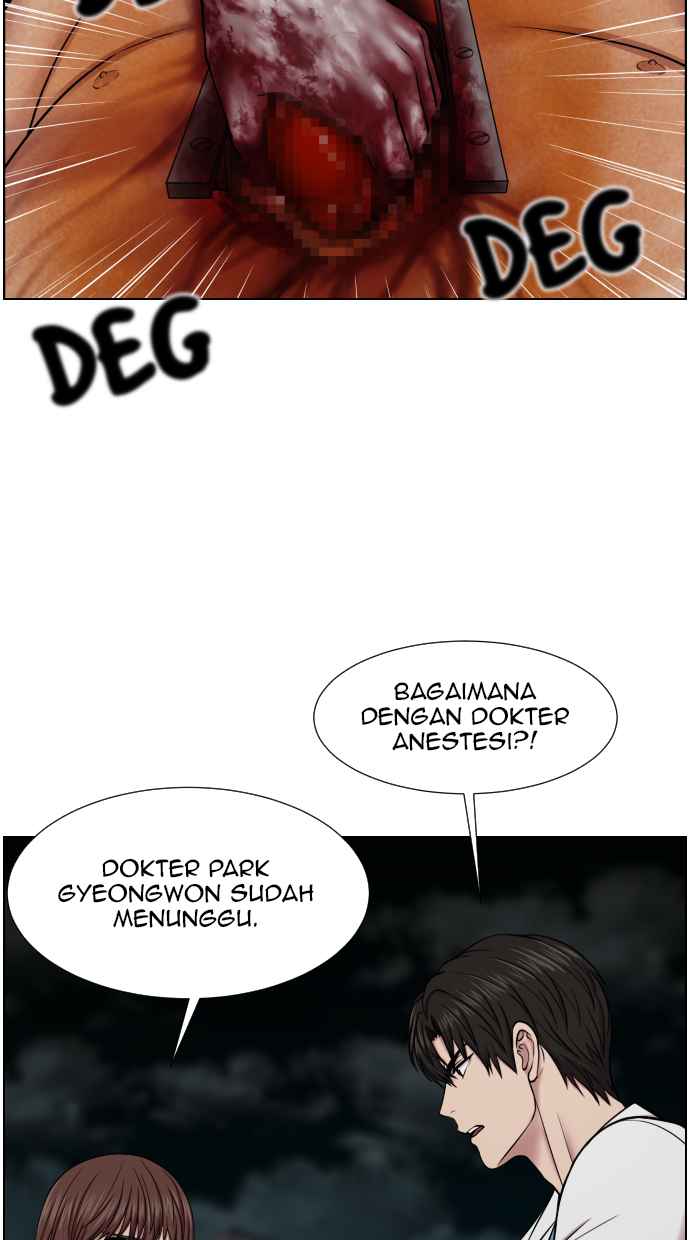 DEG
DEG
BAGAIMANA
DENGAN DOKTER
ANESTESI?!
DOKTER PARK
GYEONGWON SUDAH
MENUNGGU.